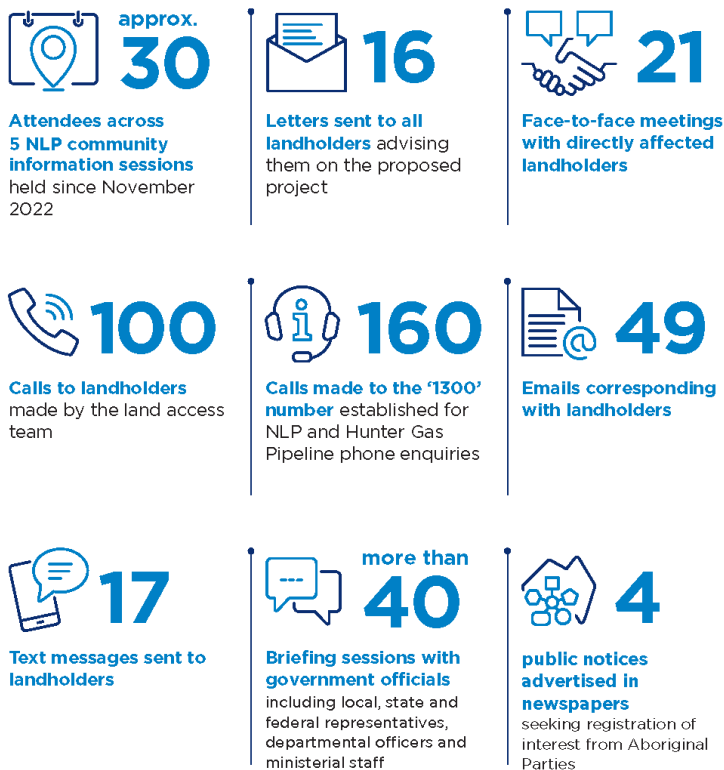 approx.
30
Attendees across
5 NLP community
information sessions
held since November
2022
16
Letters sent to all
landholders advising
them on the proposed
project
21
Face-to-face meetings
with directly affected
landholders
100
Calls to landholders
made by the land access
team
160
Calls made to the ‘1300’
number established for
NLP and Hunter Gas
Pipeline phone enquiries
49
Emails corresponding
with landholders
17
Text messages sent to
landholders
more than
40
Briefing sessions with
government officials
including local, state and
federal representatives,
departmental officers and
ministerial staff
4
public notices
advertised in
newspapers
seeking registration of
interest from Aboriginal
Parties